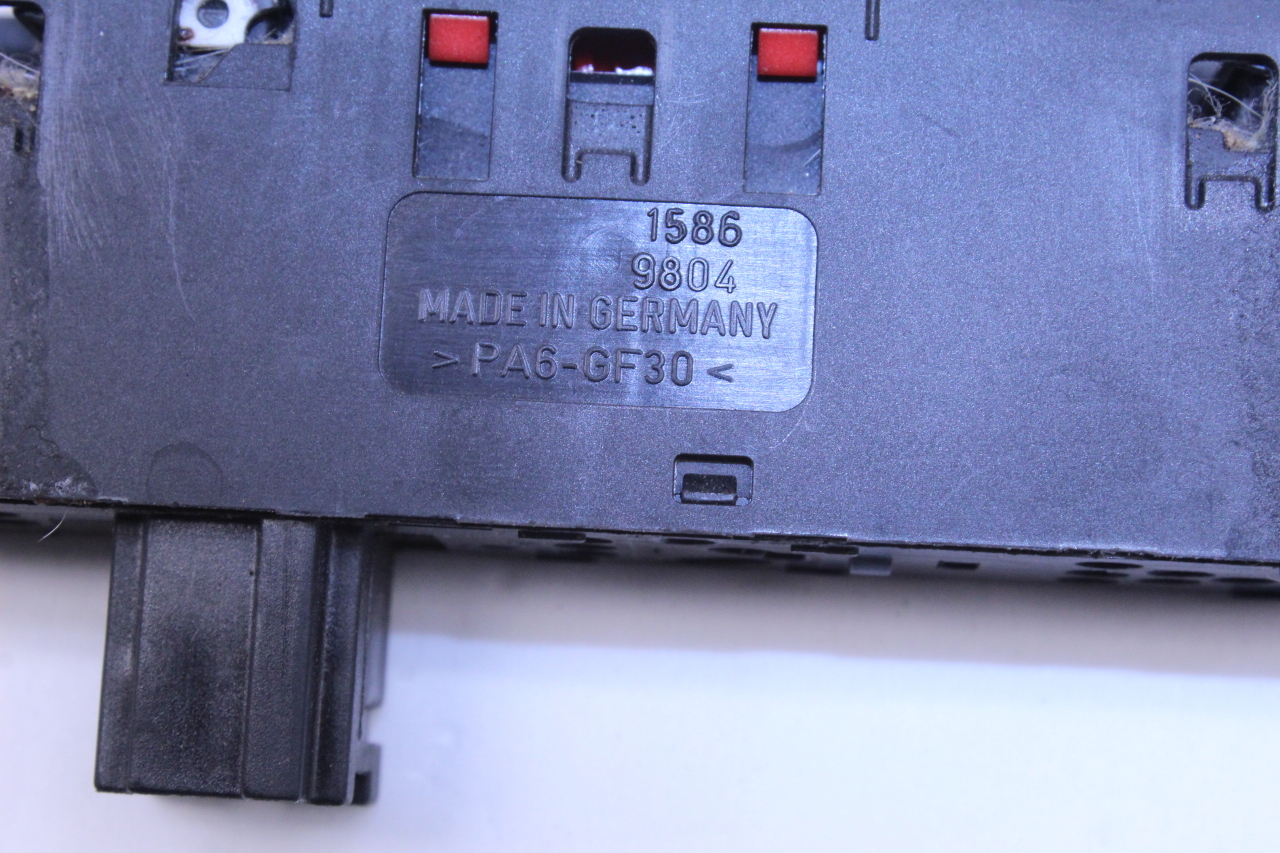 1586
9804
MADE IN GERMANY
> PA6-GF30 <